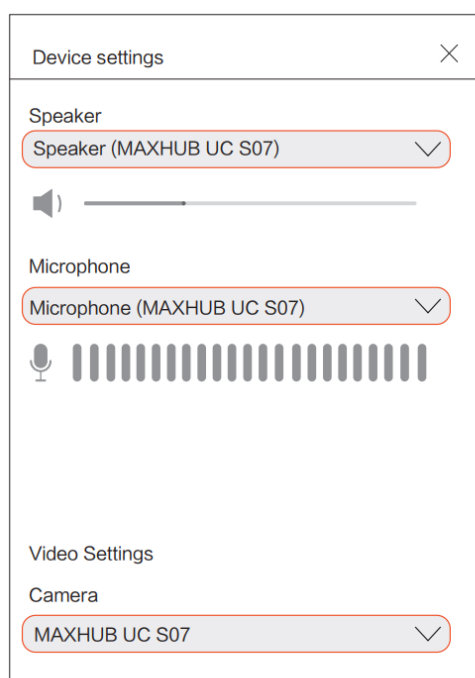 Device settings
Speaker
Speaker (MAXHUB UC S07)
Microphone
Microphone (MAXHUB UC S07)
Video Settings
Camera
MAXHUB UC S07